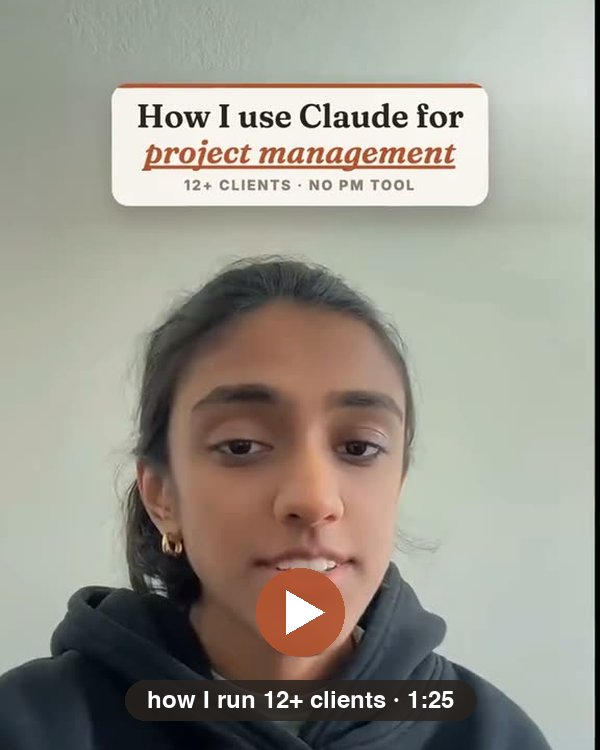 How I use Claude for
project management
12+ CLIENTS · NO PM TOOL
how I run 12+ clients · 1:25